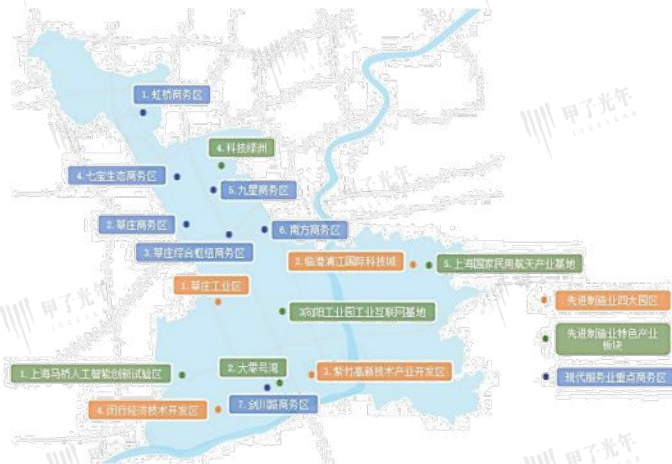 甲子光年
1. 虹桥商务区
4. 科技绿洲
4. 七宝生态商务区
5. 九星商务区
2. 莘庄商务区
6. 南方商务区
3. 莘庄综合枢纽商务区
2. 临港浦江国际科技城
5. 上海国家民用航天产业基地
1. 莘庄工业区
先进制造业四大园区
3向阳工业园工业互联网基地
先进制造业特色产业
板块
1. 上海马桥人工智能创新试验区
2. 大零号湾
3. 紫竹高新技术产业开发区
现代服务业重点商务区
4. 闵行经济技术开发区
7. 剑川路商务区